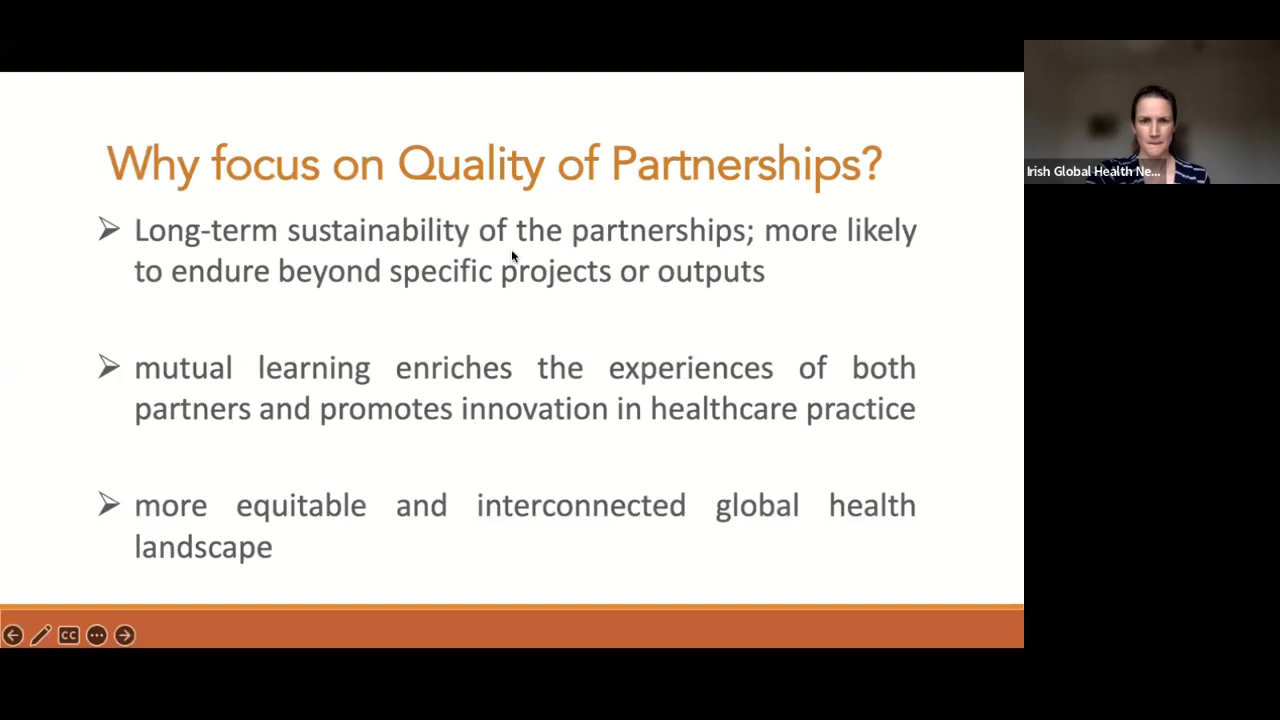 Why focus on Quality of Partnerships?
Long-term sustainability of the partnerships; more likely
to endure beyond specific projects or outputs
mutual learning enriches the experiences of both
partners and promotes innovation in healthcare practice
more equitable and interconnected global health
landscape
Irish Global Health Ne...
CC